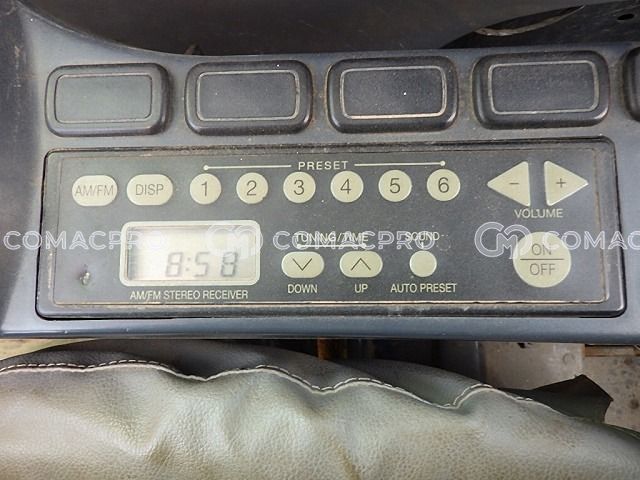 PRESET
AM/FM DISP 1 2 3 4 5 6 - +
VOLUME
COMACPRO COMACPRO COMACPRO
TUNING/TIME SOUND
ON
OFF
8:58
DOWN UP AUTO PRESET
AM/FM STEREO RECEIVER